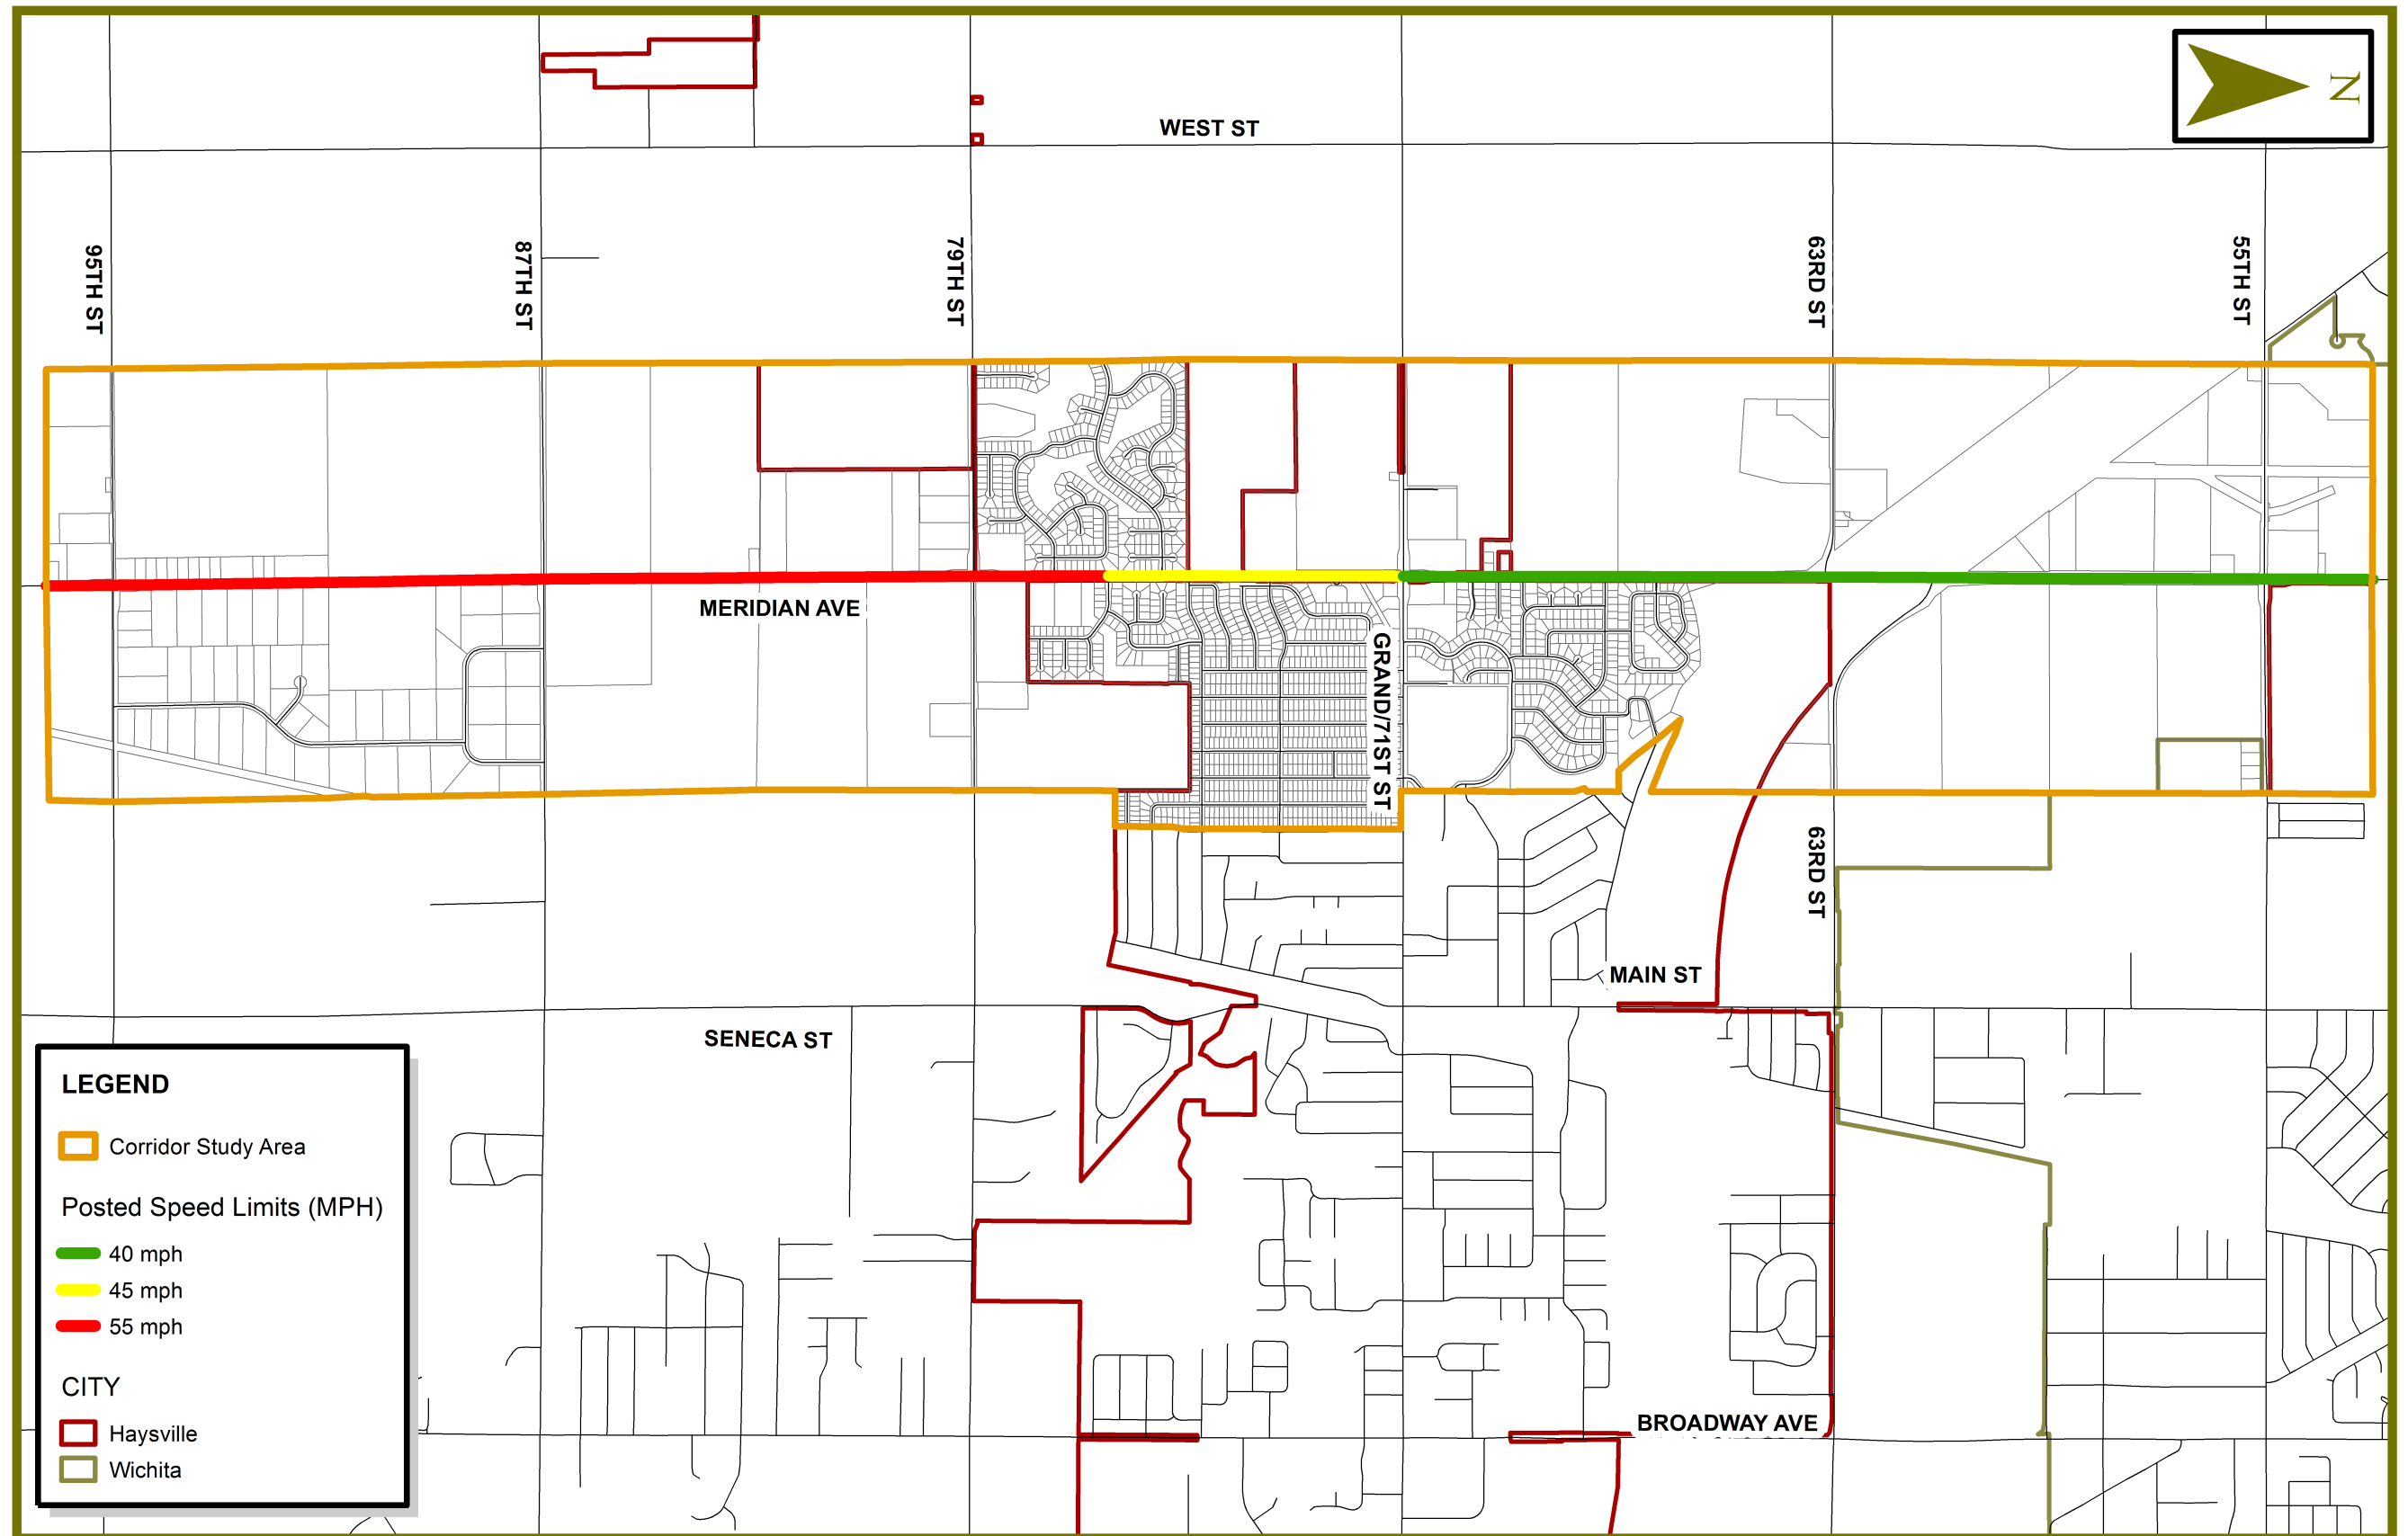 N
WEST ST
95TH ST
87TH ST
79TH ST
63RD ST
55TH ST
MERIDIAN AVE
GRAND/71ST ST
63RD ST
MAIN ST
SENECA ST
BROADWAY AVE
LEGEND
Corridor Study Area
Posted Speed Limits (MPH)
40 mph
45 mph
55 mph
CITY
Haysville
Wichita